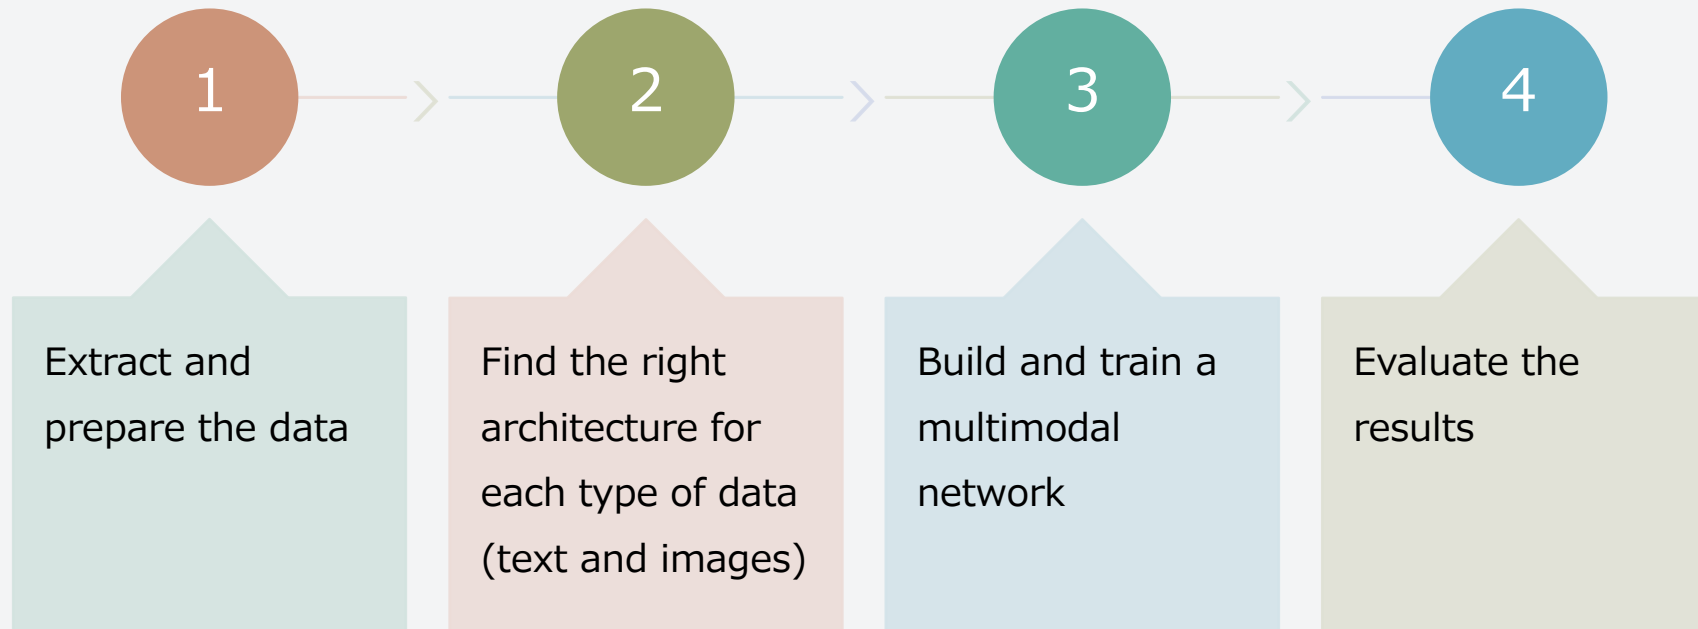 1
2
3
4
Extract and
prepare the data
Find the right
architecture for
each type of data
(text and images)
Build and train a
multimodal
network
Evaluate the
results